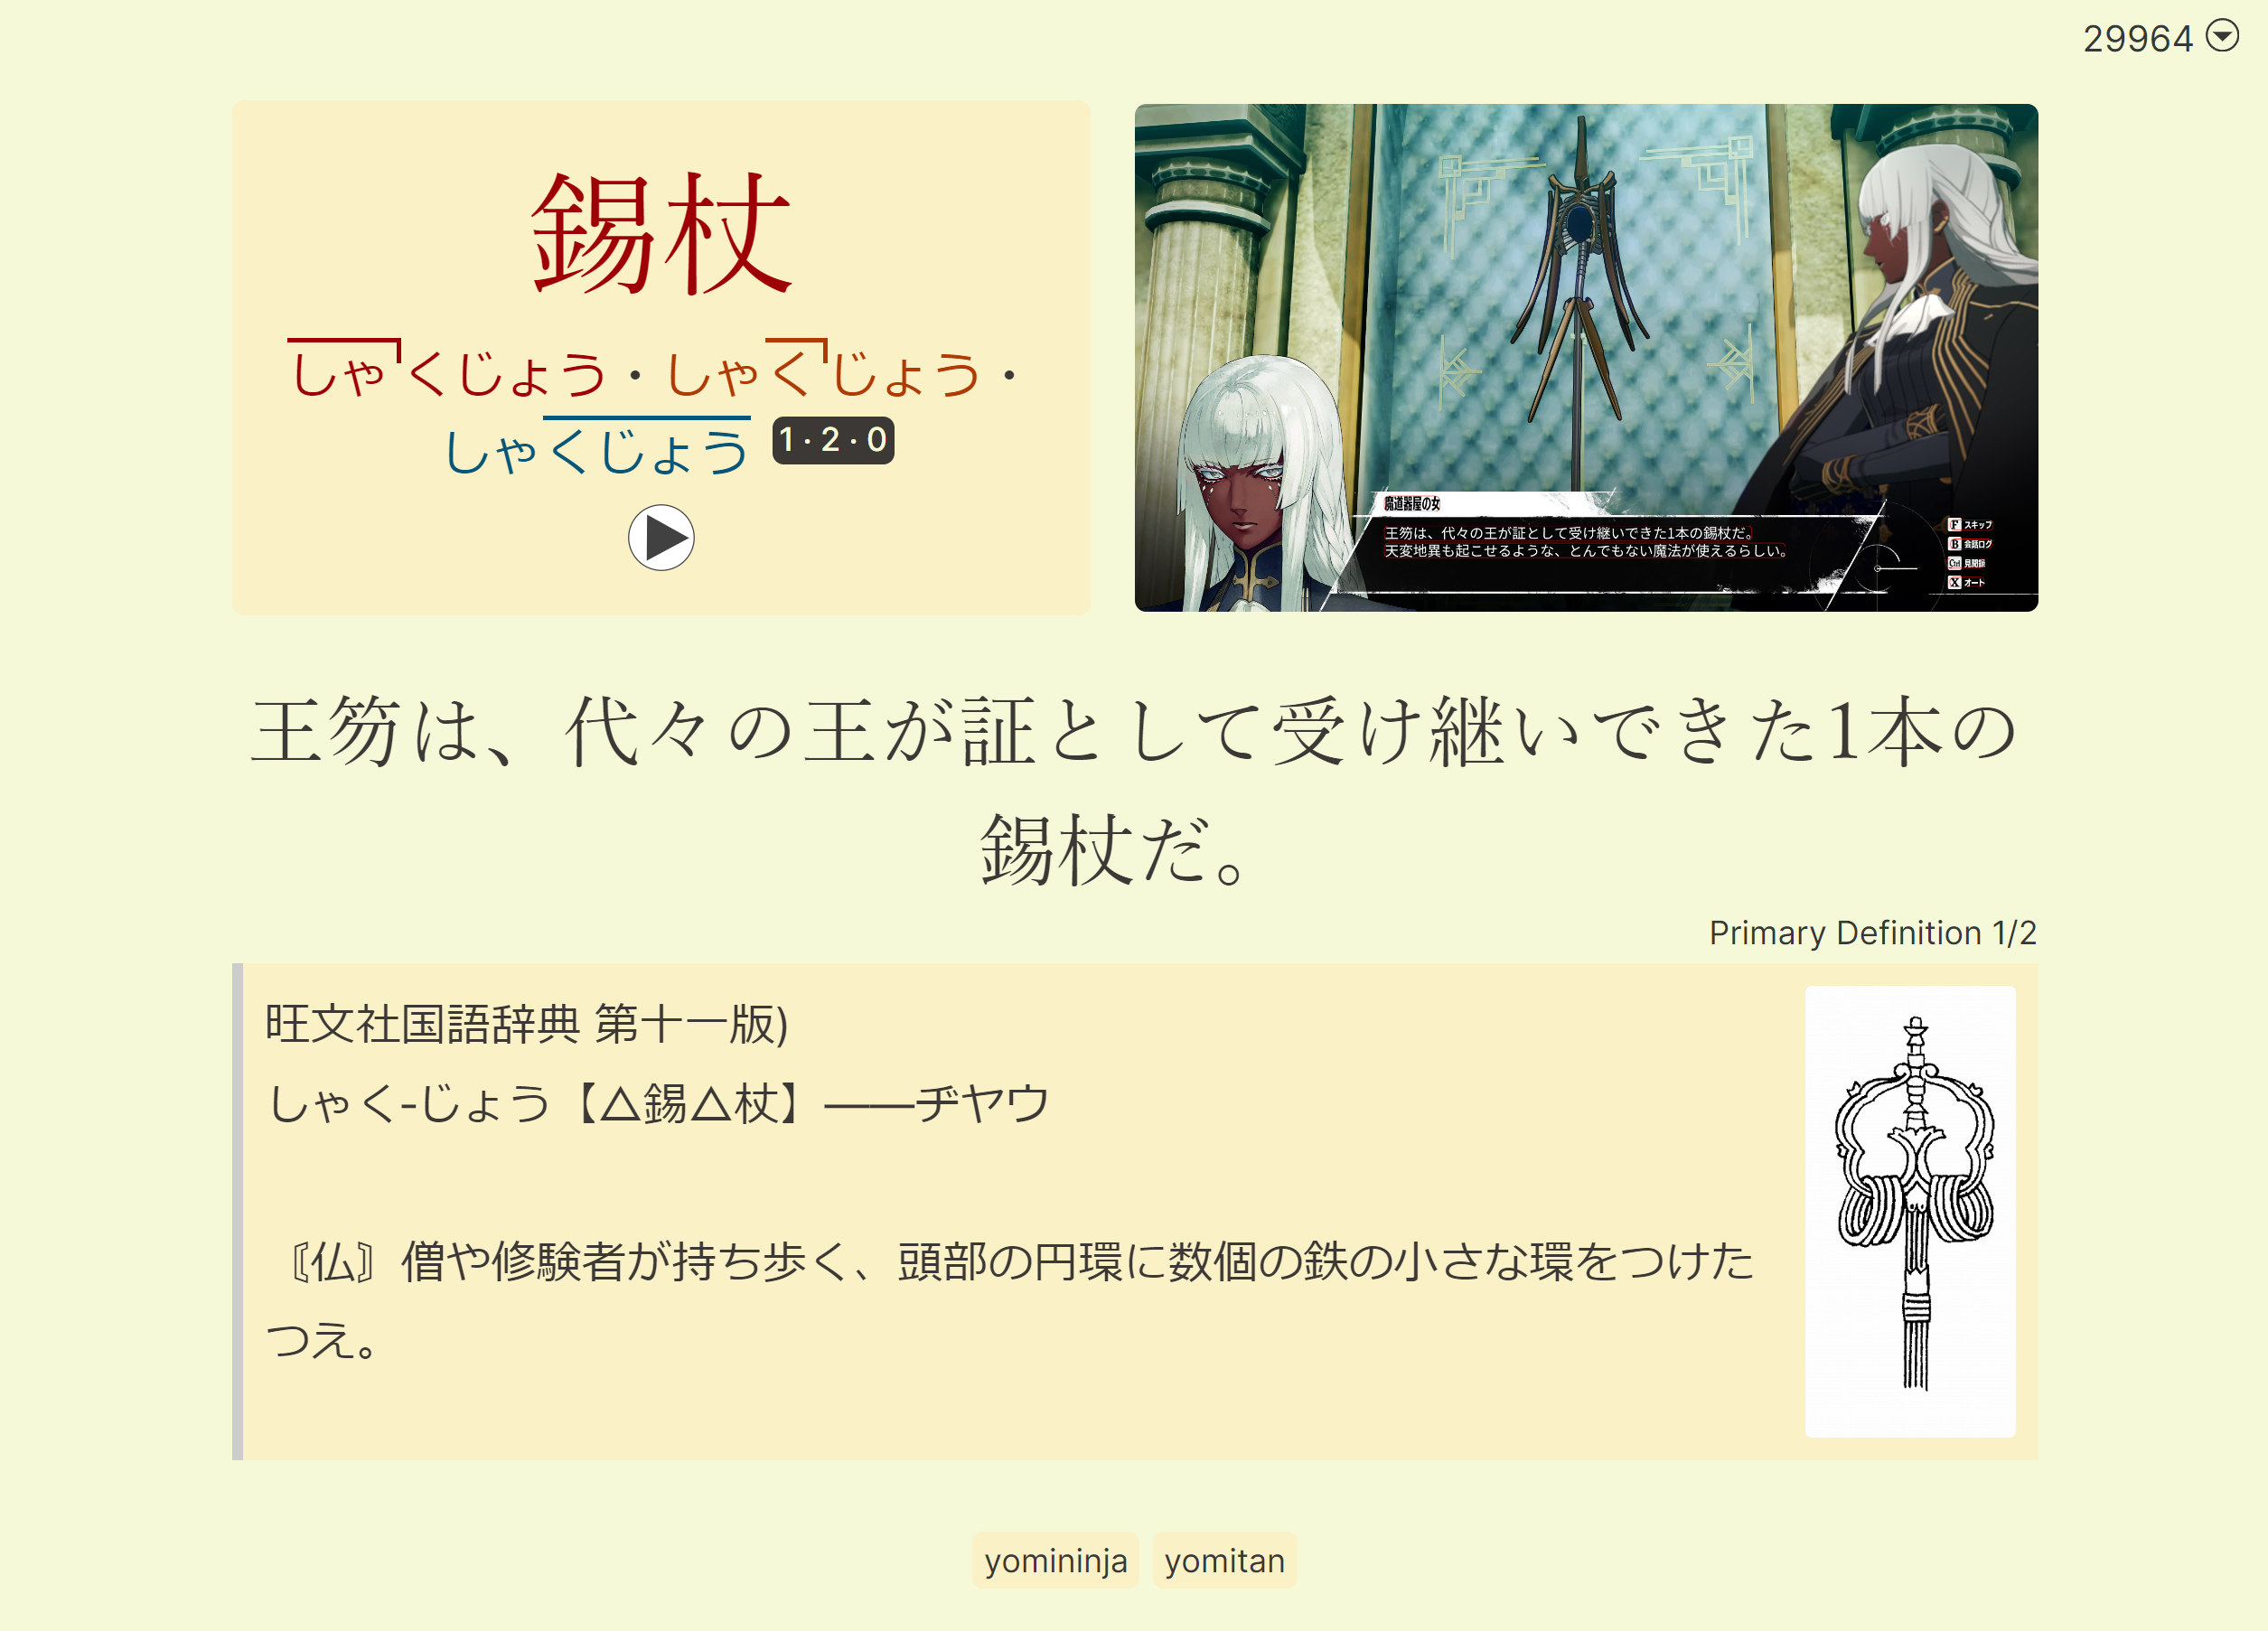 29964
錫杖
しゃくじょう・しゃくじょう・
しゃくじょう 1・2・0
魔道器屋の女
王笏は、代々の王が証として受け継いできた1本の錫杖だ。
天変地異も起こせるような、とんでもない魔法が使えるらしい。
F スキップ
B 会話ログ
Ctrl 見聞録
X オート
王笏は、代々の王が証として受け継いできた1本の
錫杖だ。
Primary Definition 1/2
旺文社国語辞典 第十一版)
しゃく-じょう【△錫△杖】――ヂヤウ
〘仏〙僧や修験者が持ち歩く、頭部の円環に数個の鉄の小さな環をつけた
つえ。
yomininja yomitan